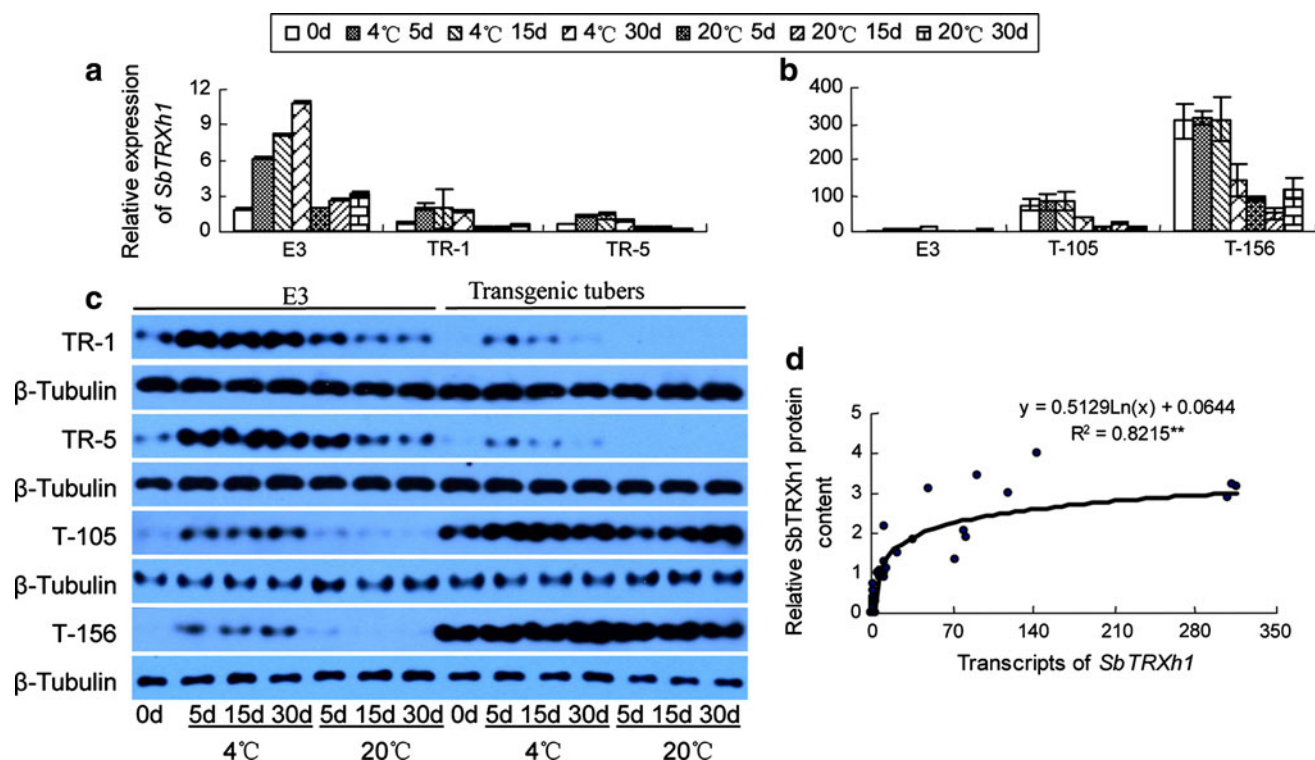 0d 4℃ 5d 4℃ 15d 4℃ 30d 20℃ 5d 20℃ 15d 20℃ 30d
a
Relative expression
of SbTRXh1
12
9
6
3
0
E3 TR-1 TR-5
b
400
300
200
100
0
E3 T-105 T-156
c
E3 Transgenic tubers
TR-1
β-Tubulin
TR-5
β-Tubulin
T-105
β-Tubulin
T-156
β-Tubulin
0d 5d 15d 30d 5d 15d 30d 0d 5d 15d 30d 5d 15d 30d
4℃ 20℃ 4℃ 20℃
d
Relative SbTRXh1 protein
content
y = 0.5129Ln(x) + 0.0644
R² = 0.8215**
5
4
3
2
1
0
0 70 140 210 280 350
Transcripts of SbTRXh1